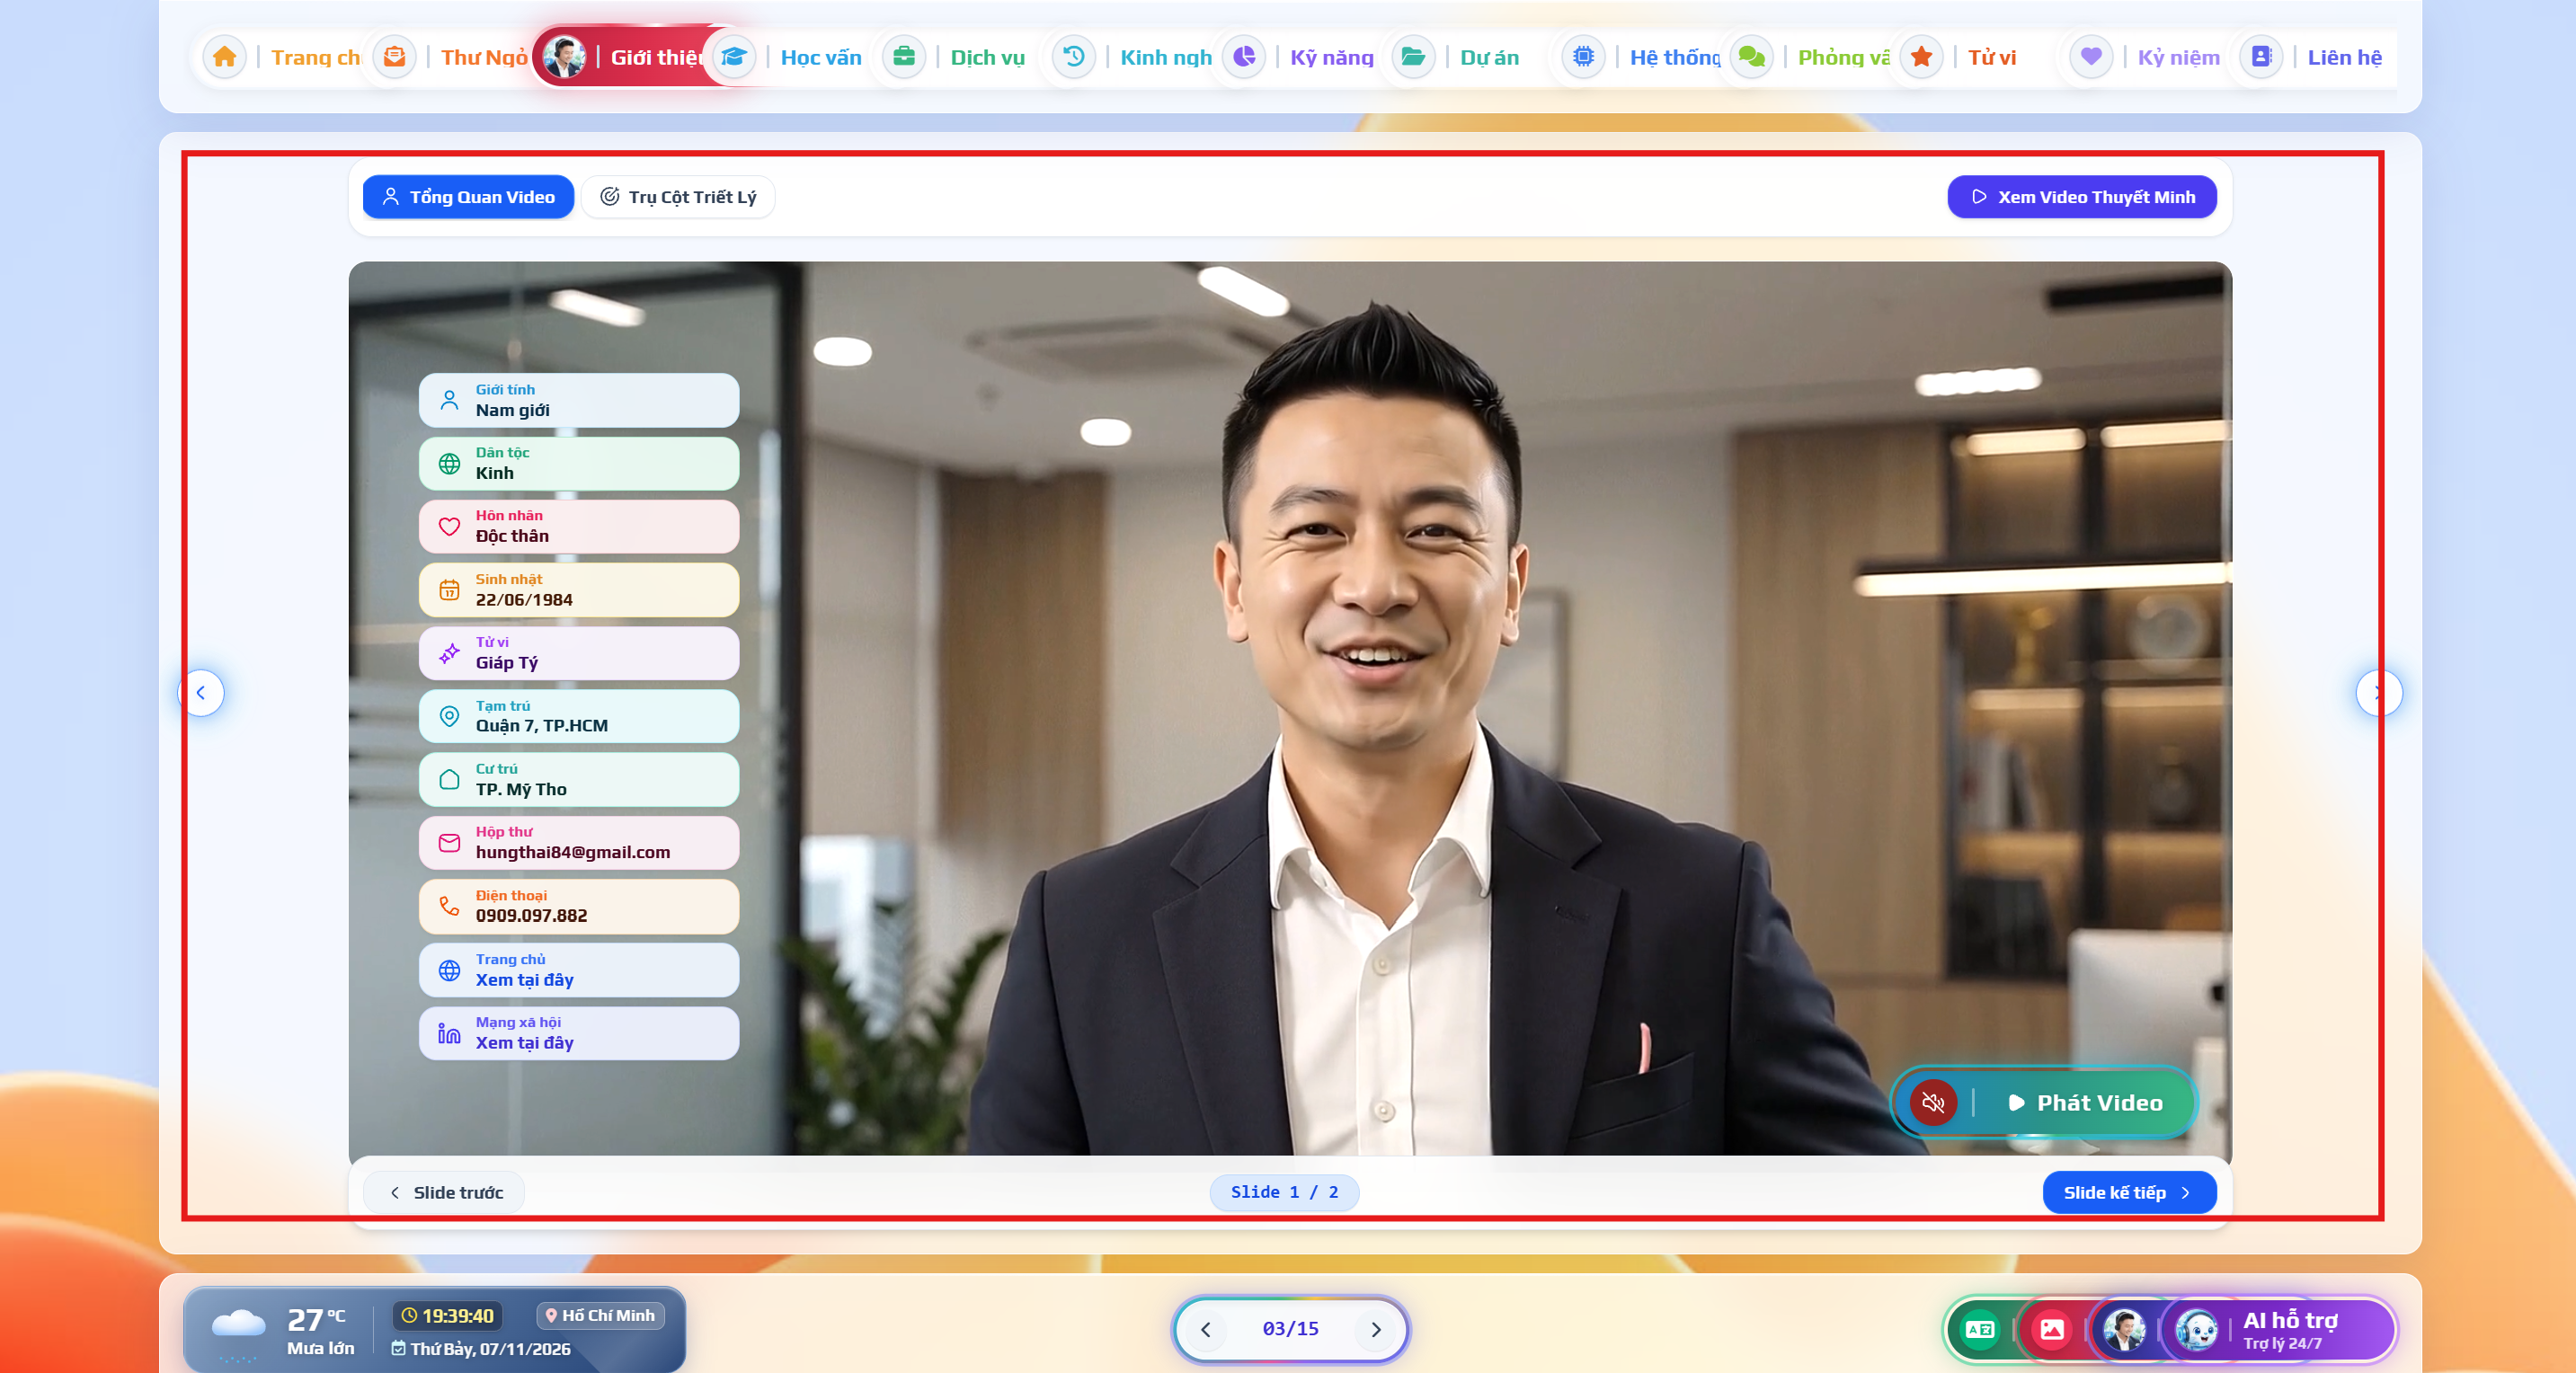 Trang ch
Thư Ngỏ
Giới thiệu
Học vấn
Dịch vụ
Kinh ngh
Kỹ năng
Dự án
Hệ thống
Phỏng vấ
Tử vi
Kỷ niệm
Liên hệ
Tổng Quan Video
Trụ Cột Triết Lý
Xem Video Thuyết Minh
Giới tính
Nam giới
Dân tộc
Kinh
Hôn nhân
Độc thân
Sinh nhật
22/06/1984
Tử vi
Giáp Tý
Tạm trú
Quận 7, TP.HCM
Cư trú
TP. Mỹ Tho
Hộp thư
hungthai84@gmail.com
Điện thoại
0909.097.882
Trang chủ
Xem tại đây
Mạng xã hội
Xem tại đây
Phát Video
Slide trước
Slide 1 / 2
Slide kế tiếp
27°C
Mưa lớn
19:39:40
Hồ Chí Minh
Thứ Bảy, 07/11/2026
03/15
AI hỗ trợ
Trợ lý 24/7